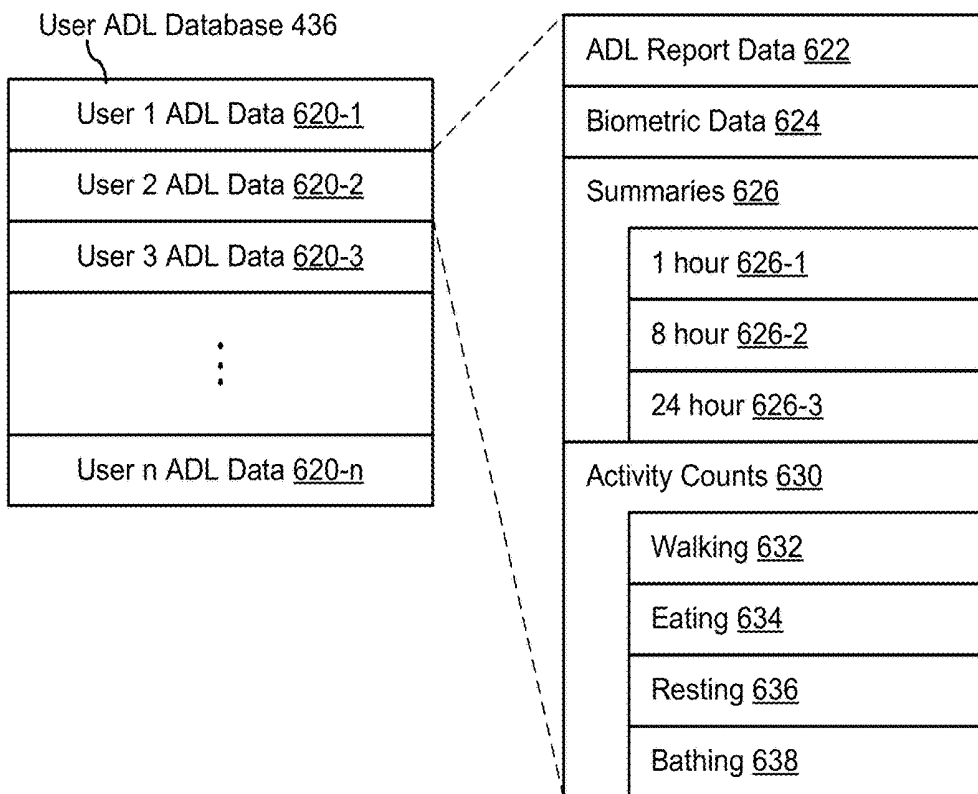 User ADL Database 436
User 1 ADL Data 620-1
User 2 ADL Data 620-2
User 3 ADL Data 620-3
User n ADL Data 620-n
ADL Report Data 622
Biometric Data 624
Summaries 626
1 hour 626-1
8 hour 626-2
24 hour 626-3
Activity Counts 630
Walking 632
Eating 634
Resting 636
Bathing 638